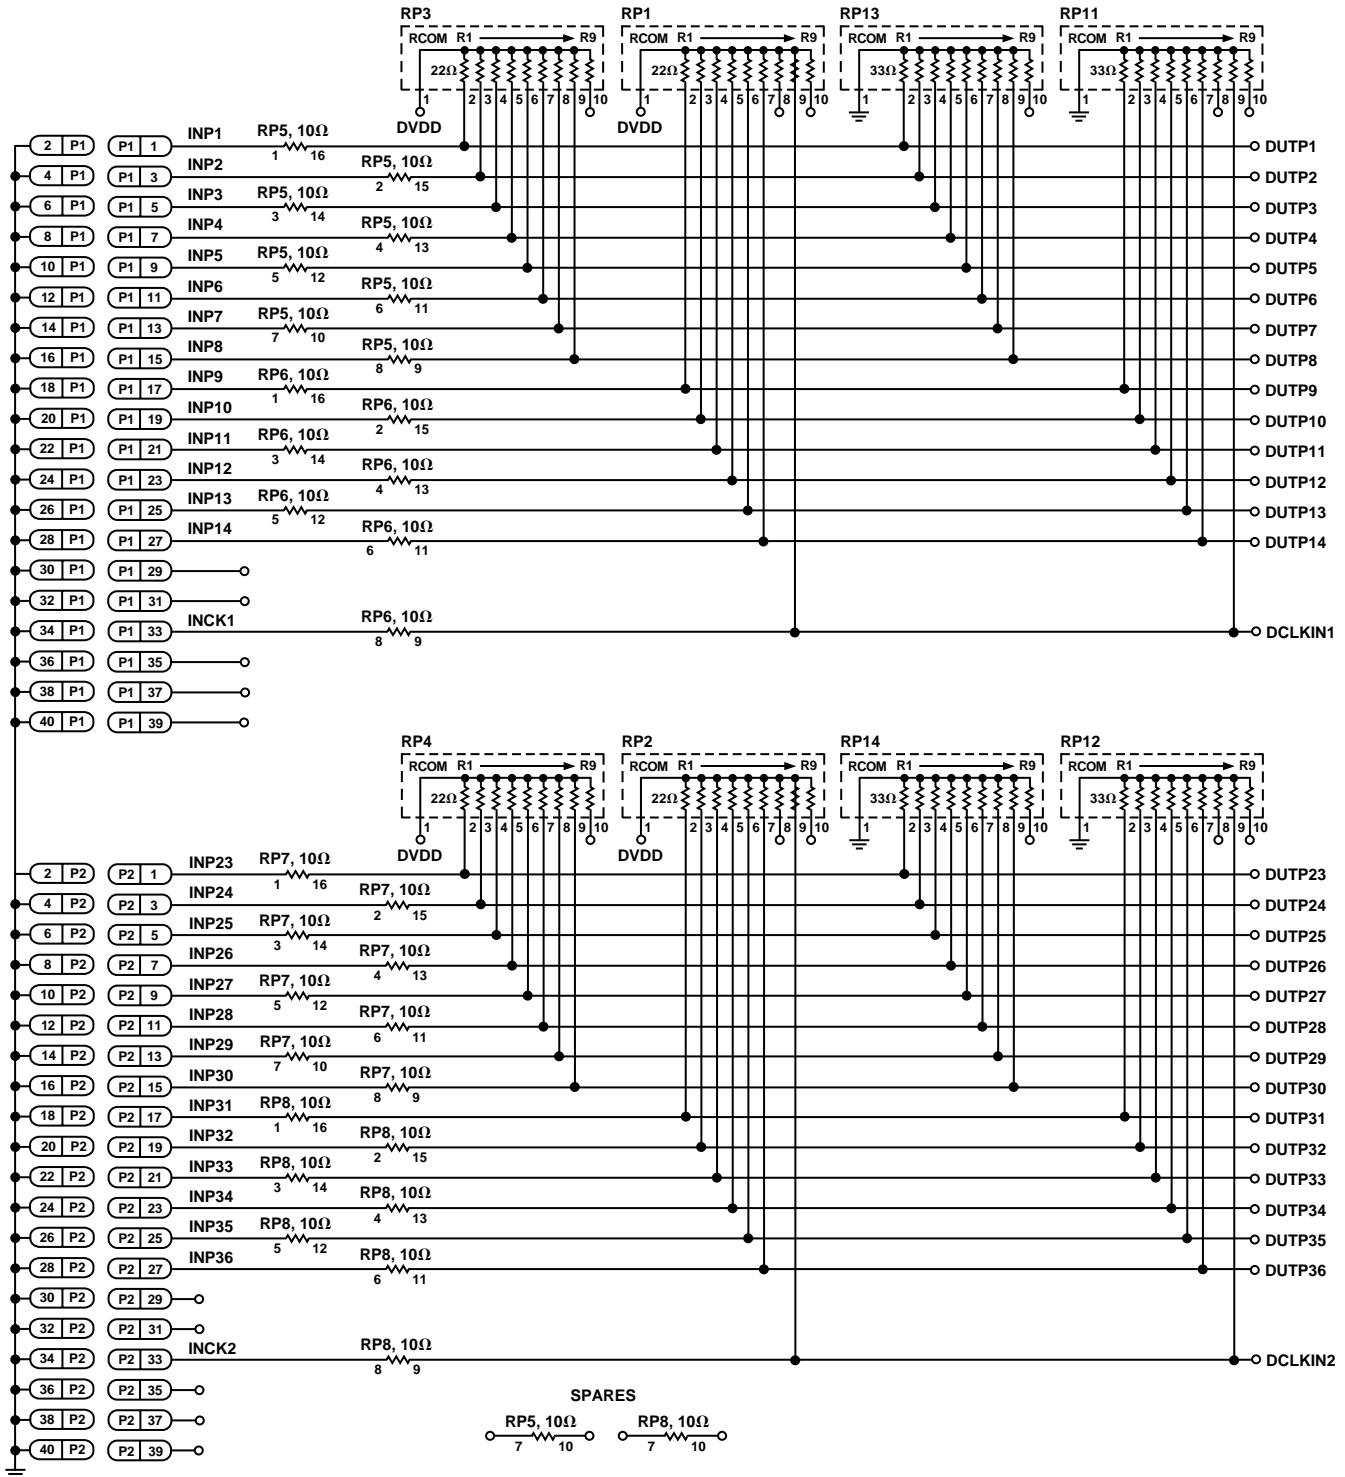 RP3 RP1 RP13 RP11
RCOM R1 R9 RCOM R1 R9 RCOM R1 R9 RCOM R1 R9
22Ω 22Ω 33Ω 33Ω
1 2 3 4 5 6 7 8 9 10 1 2 3 4 5 6 7 8 9 10 1 2 3 4 5 6 7 8 9 10 1 2 3 4 5 6 7 8 9 10
DVDD DVDD
2 P1 P1 1 INP1 RP5, 10Ω 1 16 DUTP1
4 P1 P1 3 INP2 RP5, 10Ω 2 15 DUTP2
6 P1 P1 5 INP3 RP5, 10Ω 3 14 DUTP3
8 P1 P1 7 INP4 RP5, 10Ω 4 13 DUTP4
10 P1 P1 9 INP5 RP5, 10Ω 5 12 DUTP5
12 P1 P1 11 INP6 RP5, 10Ω 6 11 DUTP6
14 P1 P1 13 INP7 RP5, 10Ω 7 10 DUTP7
16 P1 P1 15 INP8 RP5, 10Ω 8 9 DUTP8
18 P1 P1 17 INP9 RP6, 10Ω 1 16 DUTP9
20 P1 P1 19 INP10 RP6, 10Ω 2 15 DUTP10
22 P1 P1 21 INP11 RP6, 10Ω 3 14 DUTP11
24 P1 P1 23 INP12 RP6, 10Ω 4 13 DUTP12
26 P1 P1 25 INP13 RP6, 10Ω 5 12 DUTP13
28 P1 P1 27 INP14 RP6, 10Ω 6 11 DUTP14
30 P1 P1 29
32 P1 P1 31
34 P1 P1 33 INCK1 RP6, 10Ω 8 9 DCLKIN1
36 P1 P1 35
38 P1 P1 37
40 P1 P1 39
RP4 RP2 RP14 RP12
RCOM R1 R9 RCOM R1 R9 RCOM R1 R9 RCOM R1 R9
22Ω 22Ω 33Ω 33Ω
1 2 3 4 5 6 7 8 9 10 1 2 3 4 5 6 7 8 9 10 1 2 3 4 5 6 7 8 9 10 1 2 3 4 5 6 7 8 9 10
DVDD DVDD
2 P2 P2 1 INP23 RP7, 10Ω 1 16 DUTP23
4 P2 P2 3 INP24 RP7, 10Ω 2 15 DUTP24
6 P2 P2 5 INP25 RP7, 10Ω 3 14 DUTP25
8 P2 P2 7 INP26 RP7, 10Ω 4 13 DUTP26
10 P2 P2 9 INP27 RP7, 10Ω 5 12 DUTP27
12 P2 P2 11 INP28 RP7, 10Ω 6 11 DUTP28
14 P2 P2 13 INP29 RP7, 10Ω 7 10 DUTP29
16 P2 P2 15 INP30 RP7, 10Ω 8 9 DUTP30
18 P2 P2 17 INP31 RP8, 10Ω 1 16 DUTP31
20 P2 P2 19 INP32 RP8, 10Ω 2 15 DUTP32
22 P2 P2 21 INP33 RP8, 10Ω 3 14 DUTP33
24 P2 P2 23 INP34 RP8, 10Ω 4 13 DUTP34
26 P2 P2 25 INP35 RP8, 10Ω 5 12 DUTP35
28 P2 P2 27 INP36 RP8, 10Ω 6 11 DUTP36
30 P2 P2 29
32 P2 P2 31
34 P2 P2 33 INCK2 RP8, 10Ω 8 9 DCLKIN2
36 P2 P2 35
38 P2 P2 37
40 P2 P2 39
SPARES
RP5, 10Ω RP8, 10Ω
7 10 7 10